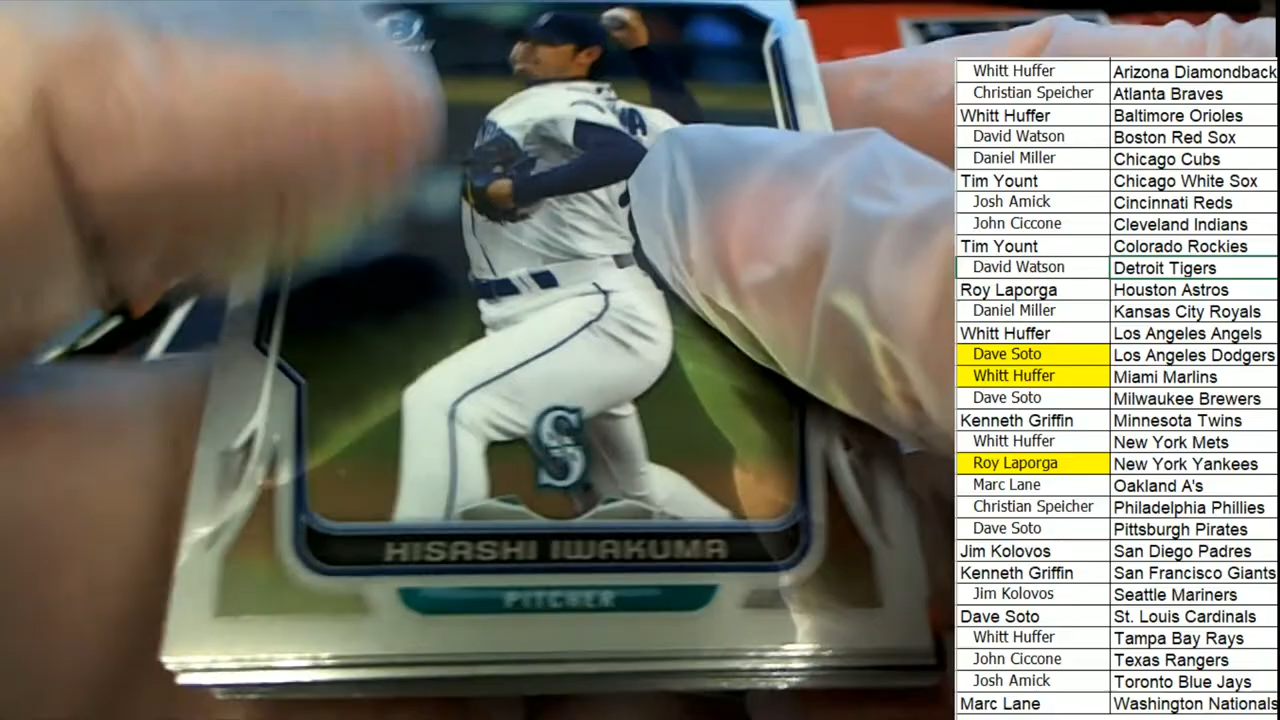 HISASHI IWAKUMA
PITCHER
Whitt Huffer Arizona Diamondback
Christian Speicher Atlanta Braves
Whitt Huffer Baltimore Orioles
David Watson Boston Red Sox
Daniel Miller Chicago Cubs
Tim Yount Chicago White Sox
Josh Amick Cincinnati Reds
John Ciccone Cleveland Indians
Tim Yount Colorado Rockies
David Watson Detroit Tigers
Roy Laporga Houston Astros
Daniel Miller Kansas City Royals
Whitt Huffer Los Angeles Angels
Dave Soto Los Angeles Dodgers
Whitt Huffer Miami Marlins
Dave Soto Milwaukee Brewers
Kenneth Griffin Minnesota Twins
Whitt Huffer New York Mets
Roy Laporga New York Yankees
Marc Lane Oakland A's
Christian Speicher Philadelphia Phillies
Dave Soto Pittsburgh Pirates
Jim Kolovos San Diego Padres
Kenneth Griffin San Francisco Giants
Jim Kolovos Seattle Mariners
Dave Soto St. Louis Cardinals
Whitt Huffer Tampa Bay Rays
John Ciccone Texas Rangers
Josh Amick Toronto Blue Jays
Marc Lane Washington Nationals